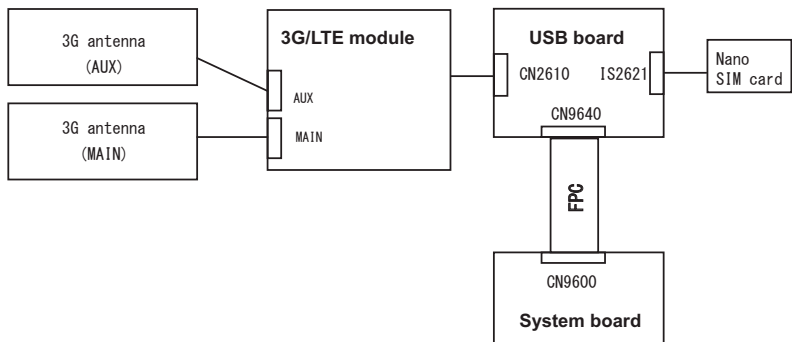 3G antenna
(AUX)
3G antenna
(MAIN)
3G/LTE module
AUX
MAIN
USB board
CN2610
IS2621
CN9640
Nano
SIM card
FPC
CN9600
System board